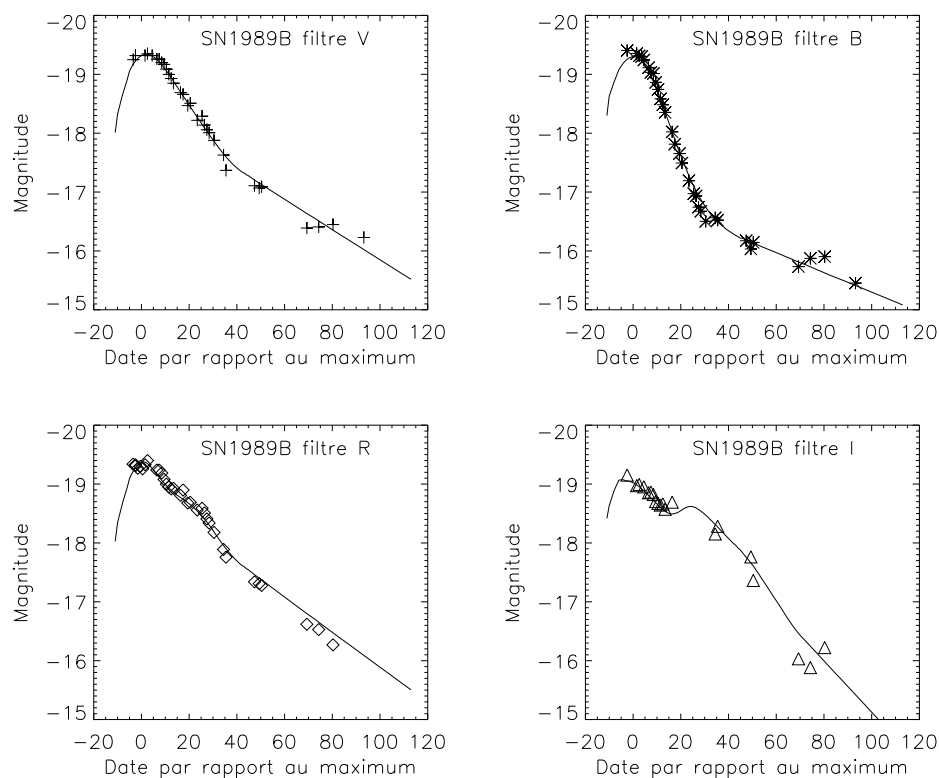 SN1989B filtre V
Magnitude
−20
−19
−18
−17
−16
−15
−20 0 20 40 60 80 100 120
Date par rapport au maximum
SN1989B filtre B
Magnitude
−20
−19
−18
−17
−16
−15
−20 0 20 40 60 80 100 120
Date par rapport au maximum
SN1989B filtre R
Magnitude
−20
−19
−18
−17
−16
−15
−20 0 20 40 60 80 100 120
Date par rapport au maximum
SN1989B filtre I
Magnitude
−20
−19
−18
−17
−16
−15
−20 0 20 40 60 80 100 120
Date par rapport au maximum